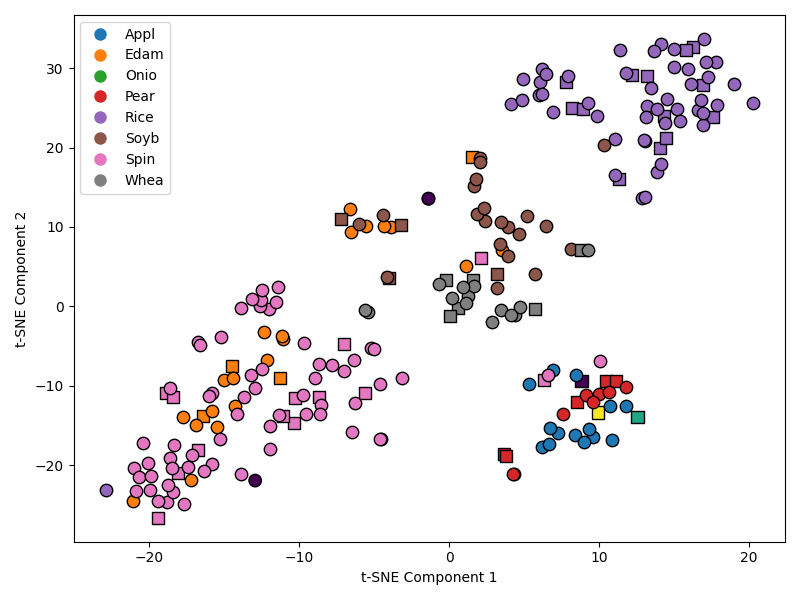 Appl
Edam
Onio
Pear
Rice
Soyb
Spin
Whea
30
20
10
0
−10
−20
t-SNE Component 2
−20 −10 0 10 20
t-SNE Component 1